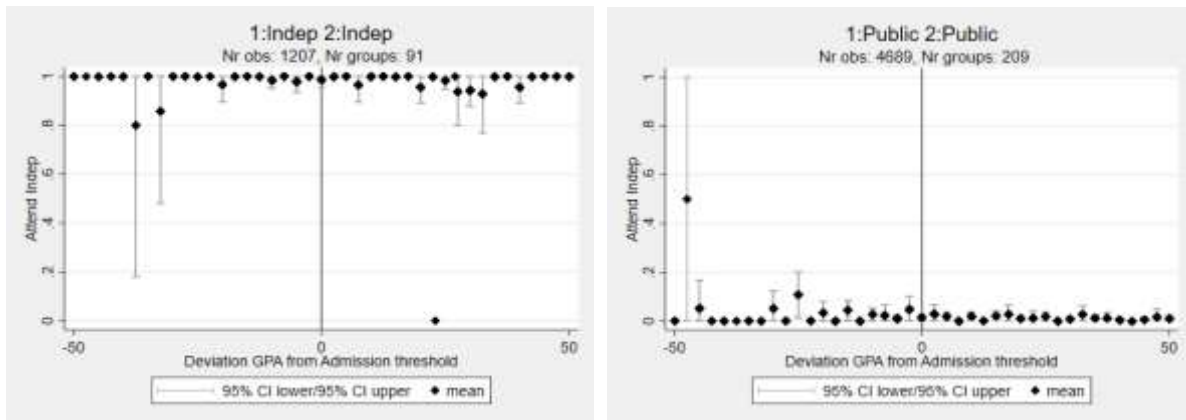 1:Indep 2:Indep
Nr obs: 1207, Nr groups: 91
Attend Indep
1
.8
.6
.4
.2
0
-50
0
50
Deviation GPA from Admission threshold
95% CI lower/95% CI upper
mean
1:Public 2:Public
Nr obs: 4689, Nr groups: 209
Attend Indep
1
.8
.6
.4
.2
0
-50
0
50
Deviation GPA from Admission threshold
95% CI lower/95% CI upper
mean